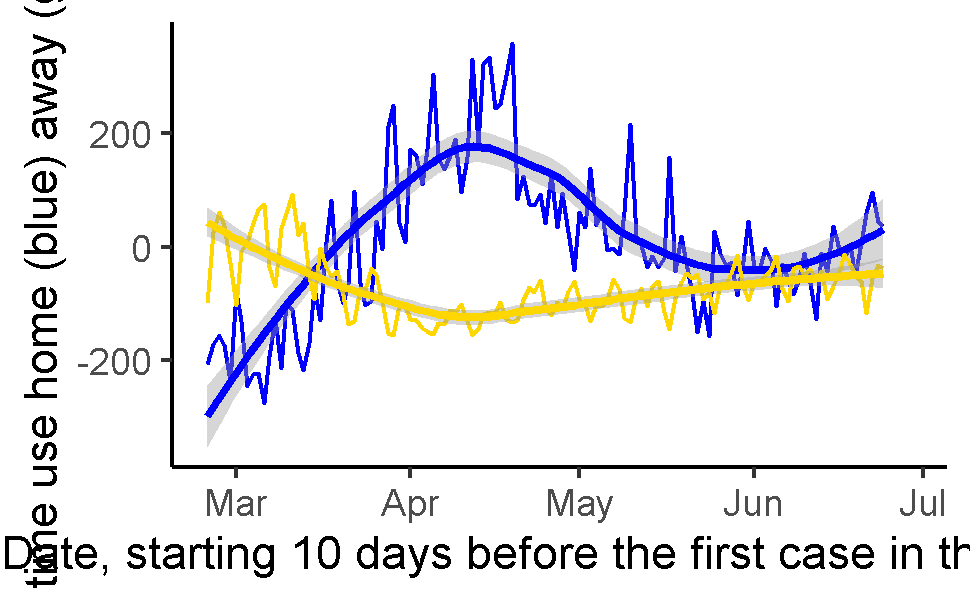 time use home (blue) away (
200
0
-200
Mar Apr May Jun Jul
Date, starting 10 days before the first case in th